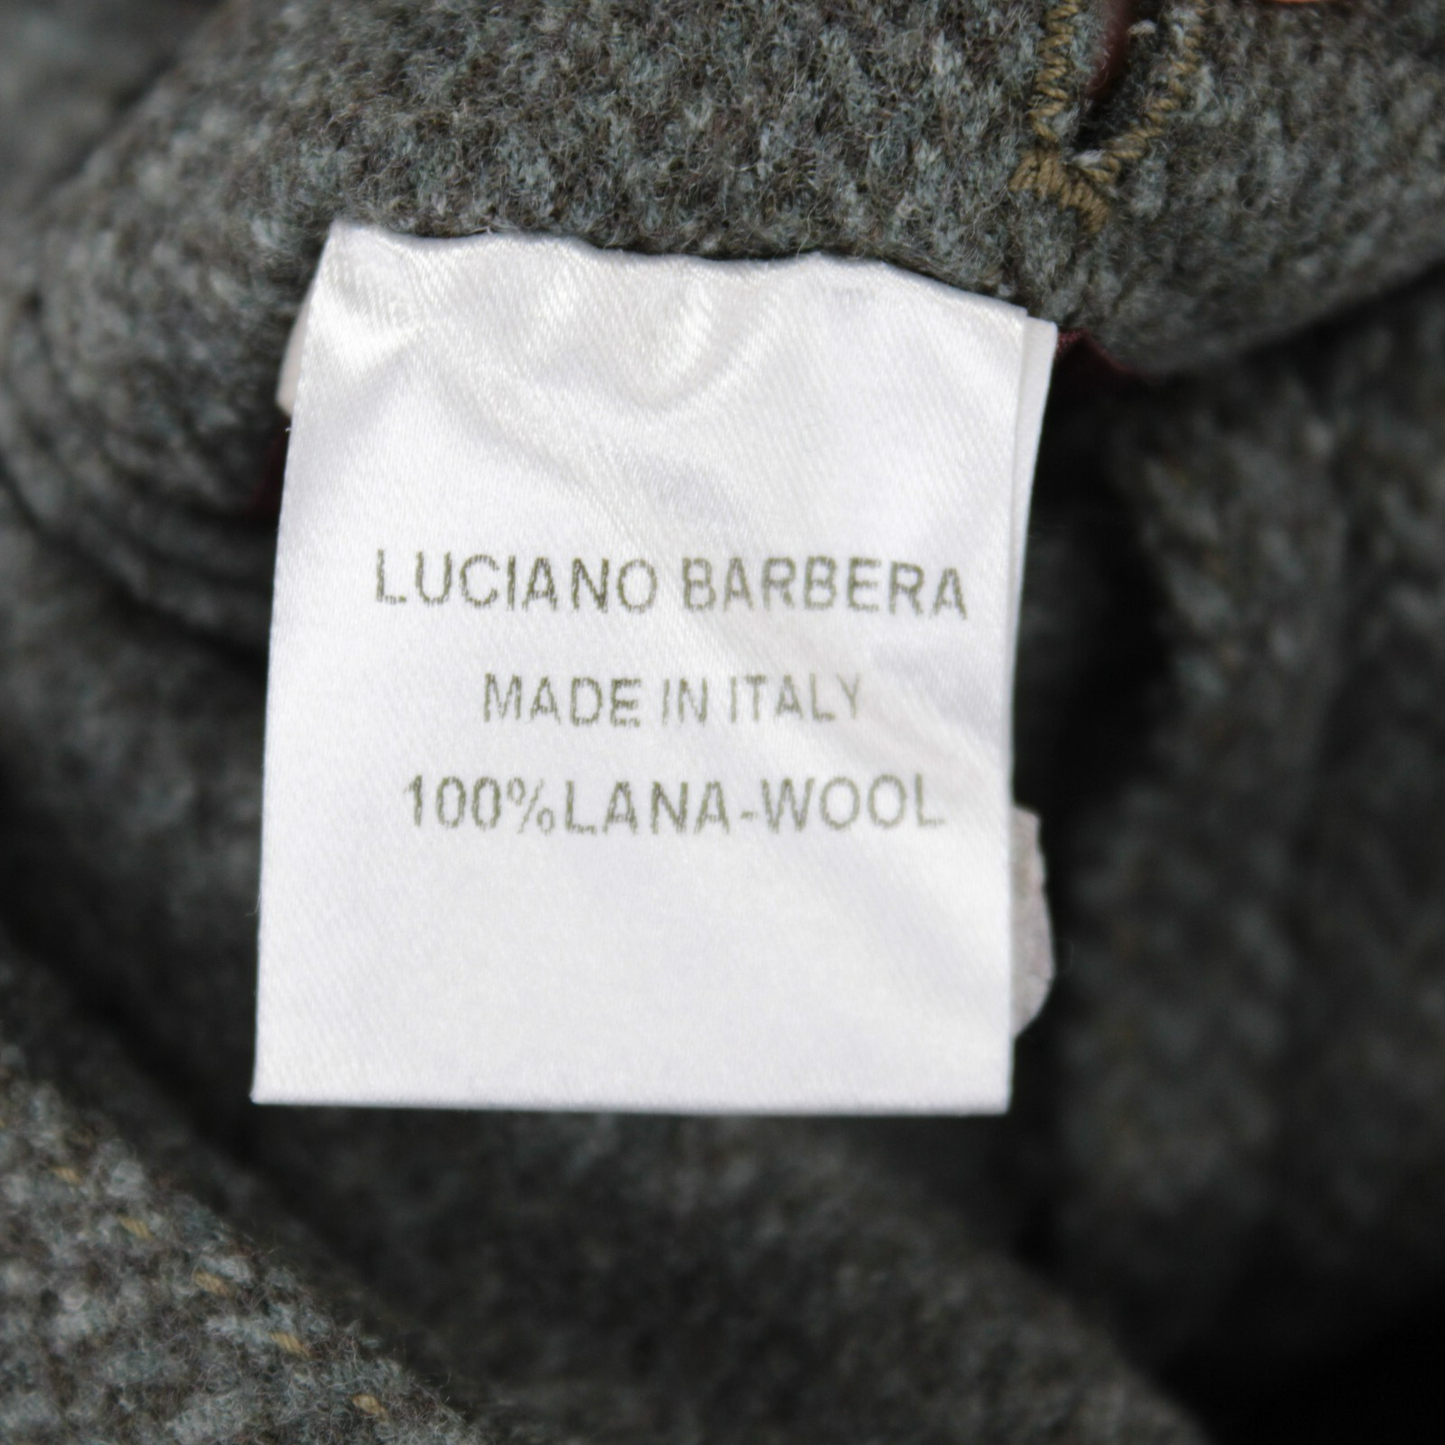 LUCIANO BARBERA
MADE IN ITALY
100%LANA-WOOL